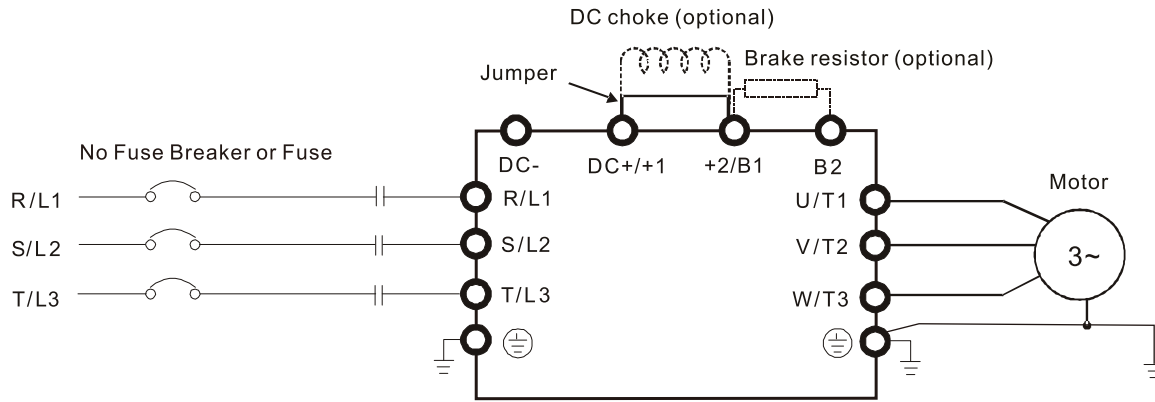 DC choke (optional)
Jumper
Brake resistor (optional)
No Fuse Breaker or Fuse
DC-
DC+/+1
+2/B1
B2
Motor
R/L1
R/L1
U/T1
S/L2
S/L2
V/T2
3~
T/L3
T/L3
W/T3